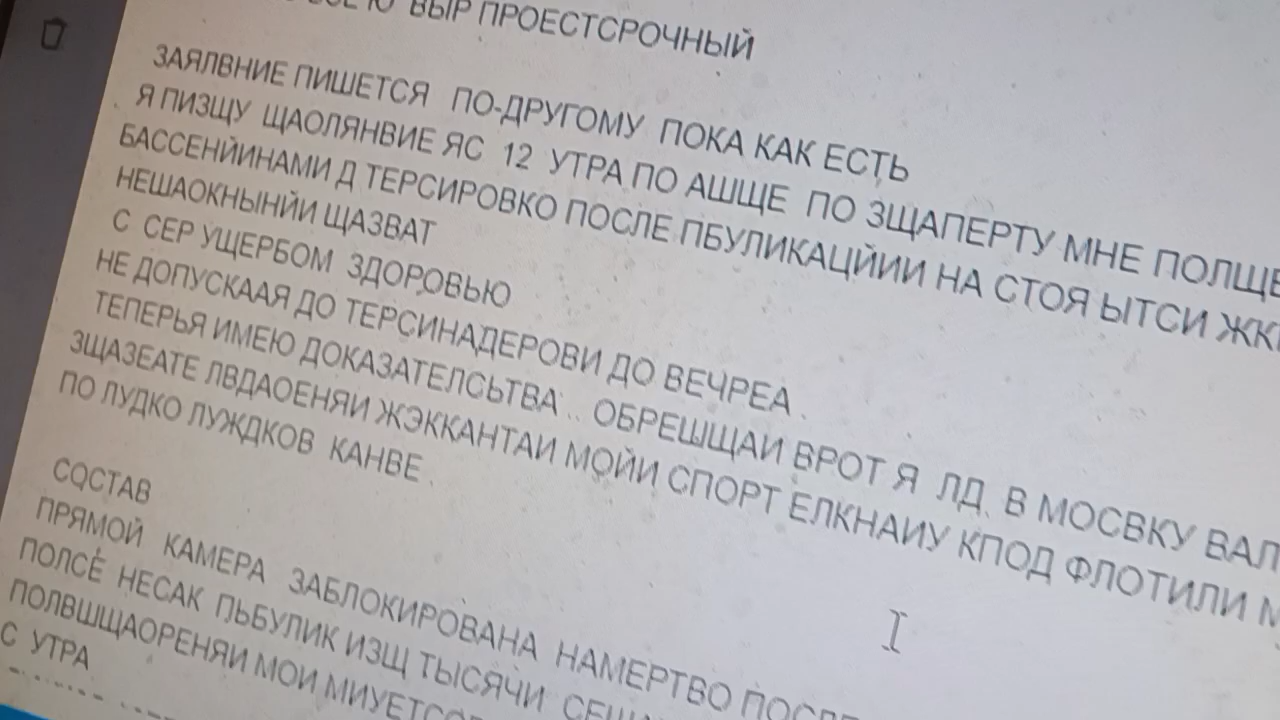 ВЫР ПРОЕСТСРОЧНЫЙ
ЗАЯЛВНИЕ ПИШЕТСЯ ПО-ДРУГОМУ ПОКА КАК ЕСТЬ
Я ПИЗЩУ ЩАОЛЯНВИЕ ЯС 12 УТРА ПО АШЩЕ ПО ЗЩАПЕРТУ МНЕ
БАССЕНЙИНАМИ Д ТЕРСИРОВКО ПОСЛЕ ПБУЛИКАЦЙИИ НА СТОЯ ЫТСИ
НЕШАОКНЫНЙИ ЩАЗВАТ
С СЕР УЩЕРБОМ ЗДОРОВЬЮ
НЕ ДОПУСКААЯ ДО ТЕРСИНАДЕРОВИ ДО ВЕЧРЕА .
ТЕПЕРЬЯ ИМЕЮ ДОКАЗАТЕЛСЬТВА . . ОБРЕШЩАИ ВРОТ Я ЛД. В МОСВКУ
ЗЩАЗЕАТЕ ЛВДАОЕНЯИ ЖЭККАНТАИ МОЙИ СПОРТ ЕЛКНАИУ КПОД ФЛОТИЛИ
ПО ЛУДКО ЛУЖДКОВ КАНВЕ .
СОСТАВ
ПРЯМОЙ КАМЕРА ЗАБЛОКИРОВАНА НАМЕРТВО
ПОЛСЕ НЕСАК ПЬБУЛИК ИЗЩ ТЫСЯЧИ
ПОЛВШЩАОРЕНЯИ МОИ
С УТРА